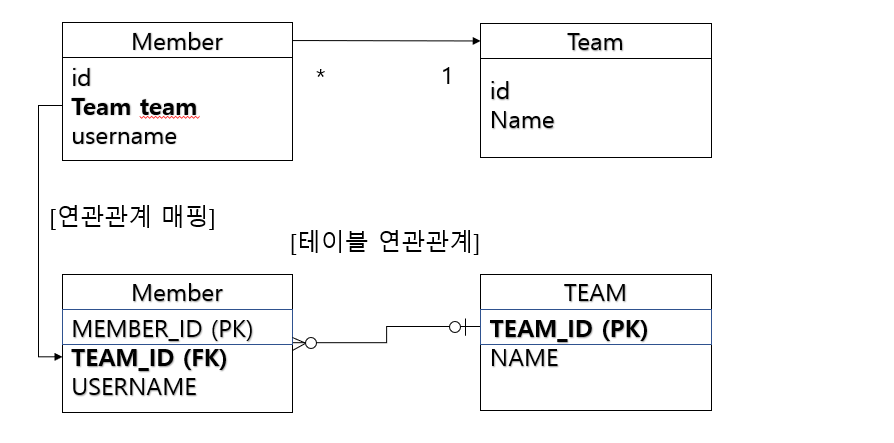 Member
Team
id
Team team
username
*
1
id
Name
[연관관계 매핑]
[테이블 연관관계]
Member
MEMBER_ID (PK)
TEAM_ID (FK)
USERNAME
TEAM
TEAM_ID (PK)
NAME